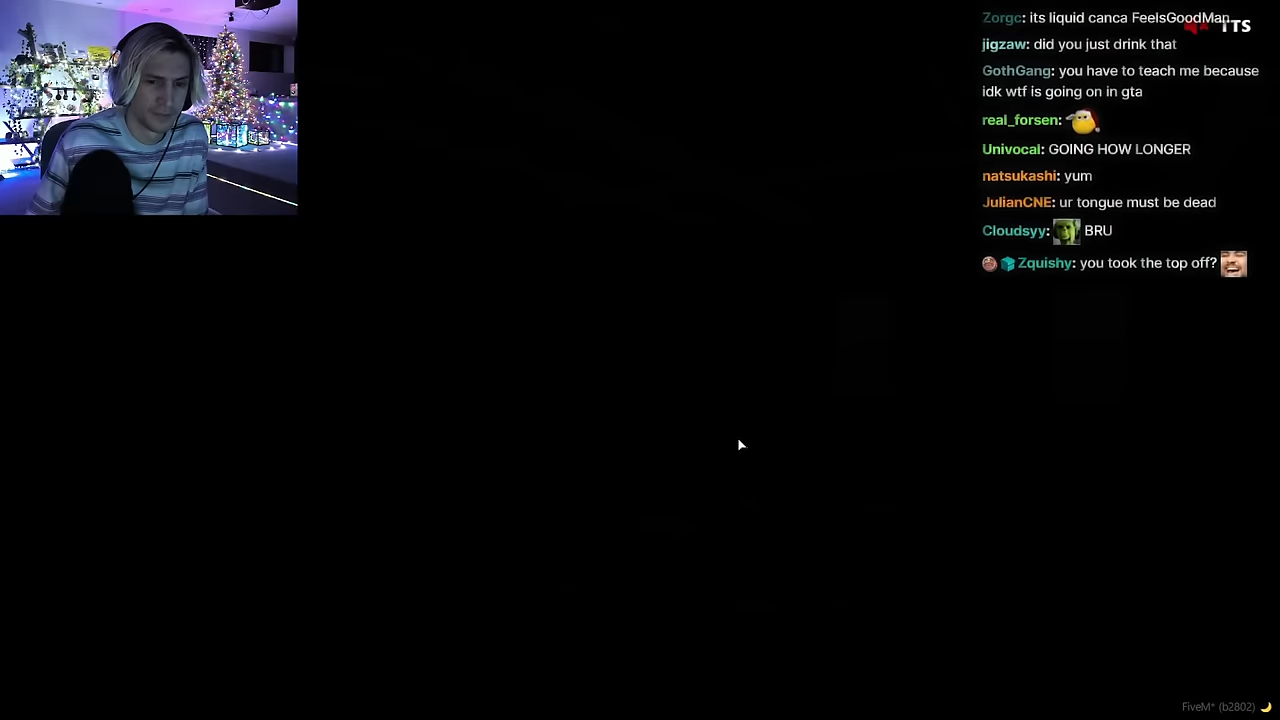 Zorgc: its liquid canca FeelsGoodMan
TTS
jigzaw: did you just drink that
GothGang: you have to teach me because
idk wtf is going on in gta
real_forsen:
Univocal: GOING HOW LONGER
natsukashi: yum
JulianCNE: ur tongue must be dead
Cloudsyy: BRU
Zquishy: you took the top off?
FiveM* (b2802)